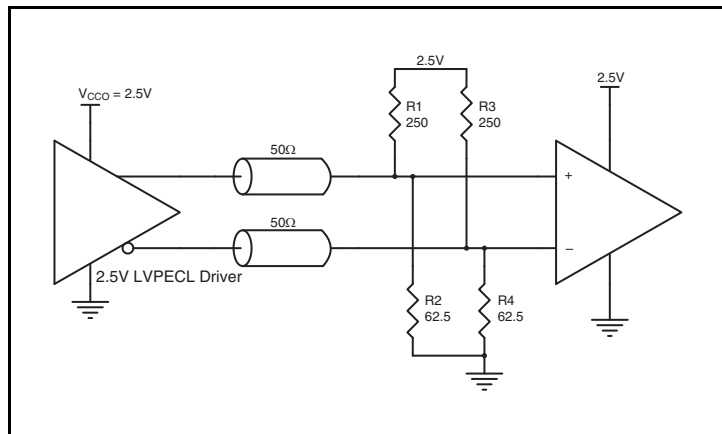 2.5V
2.5V
V_CCO = 2.5V
R1
250
R3
250
50Ω
+
50Ω
−
2.5V LVPECL Driver
R2
62.5
R4
62.5